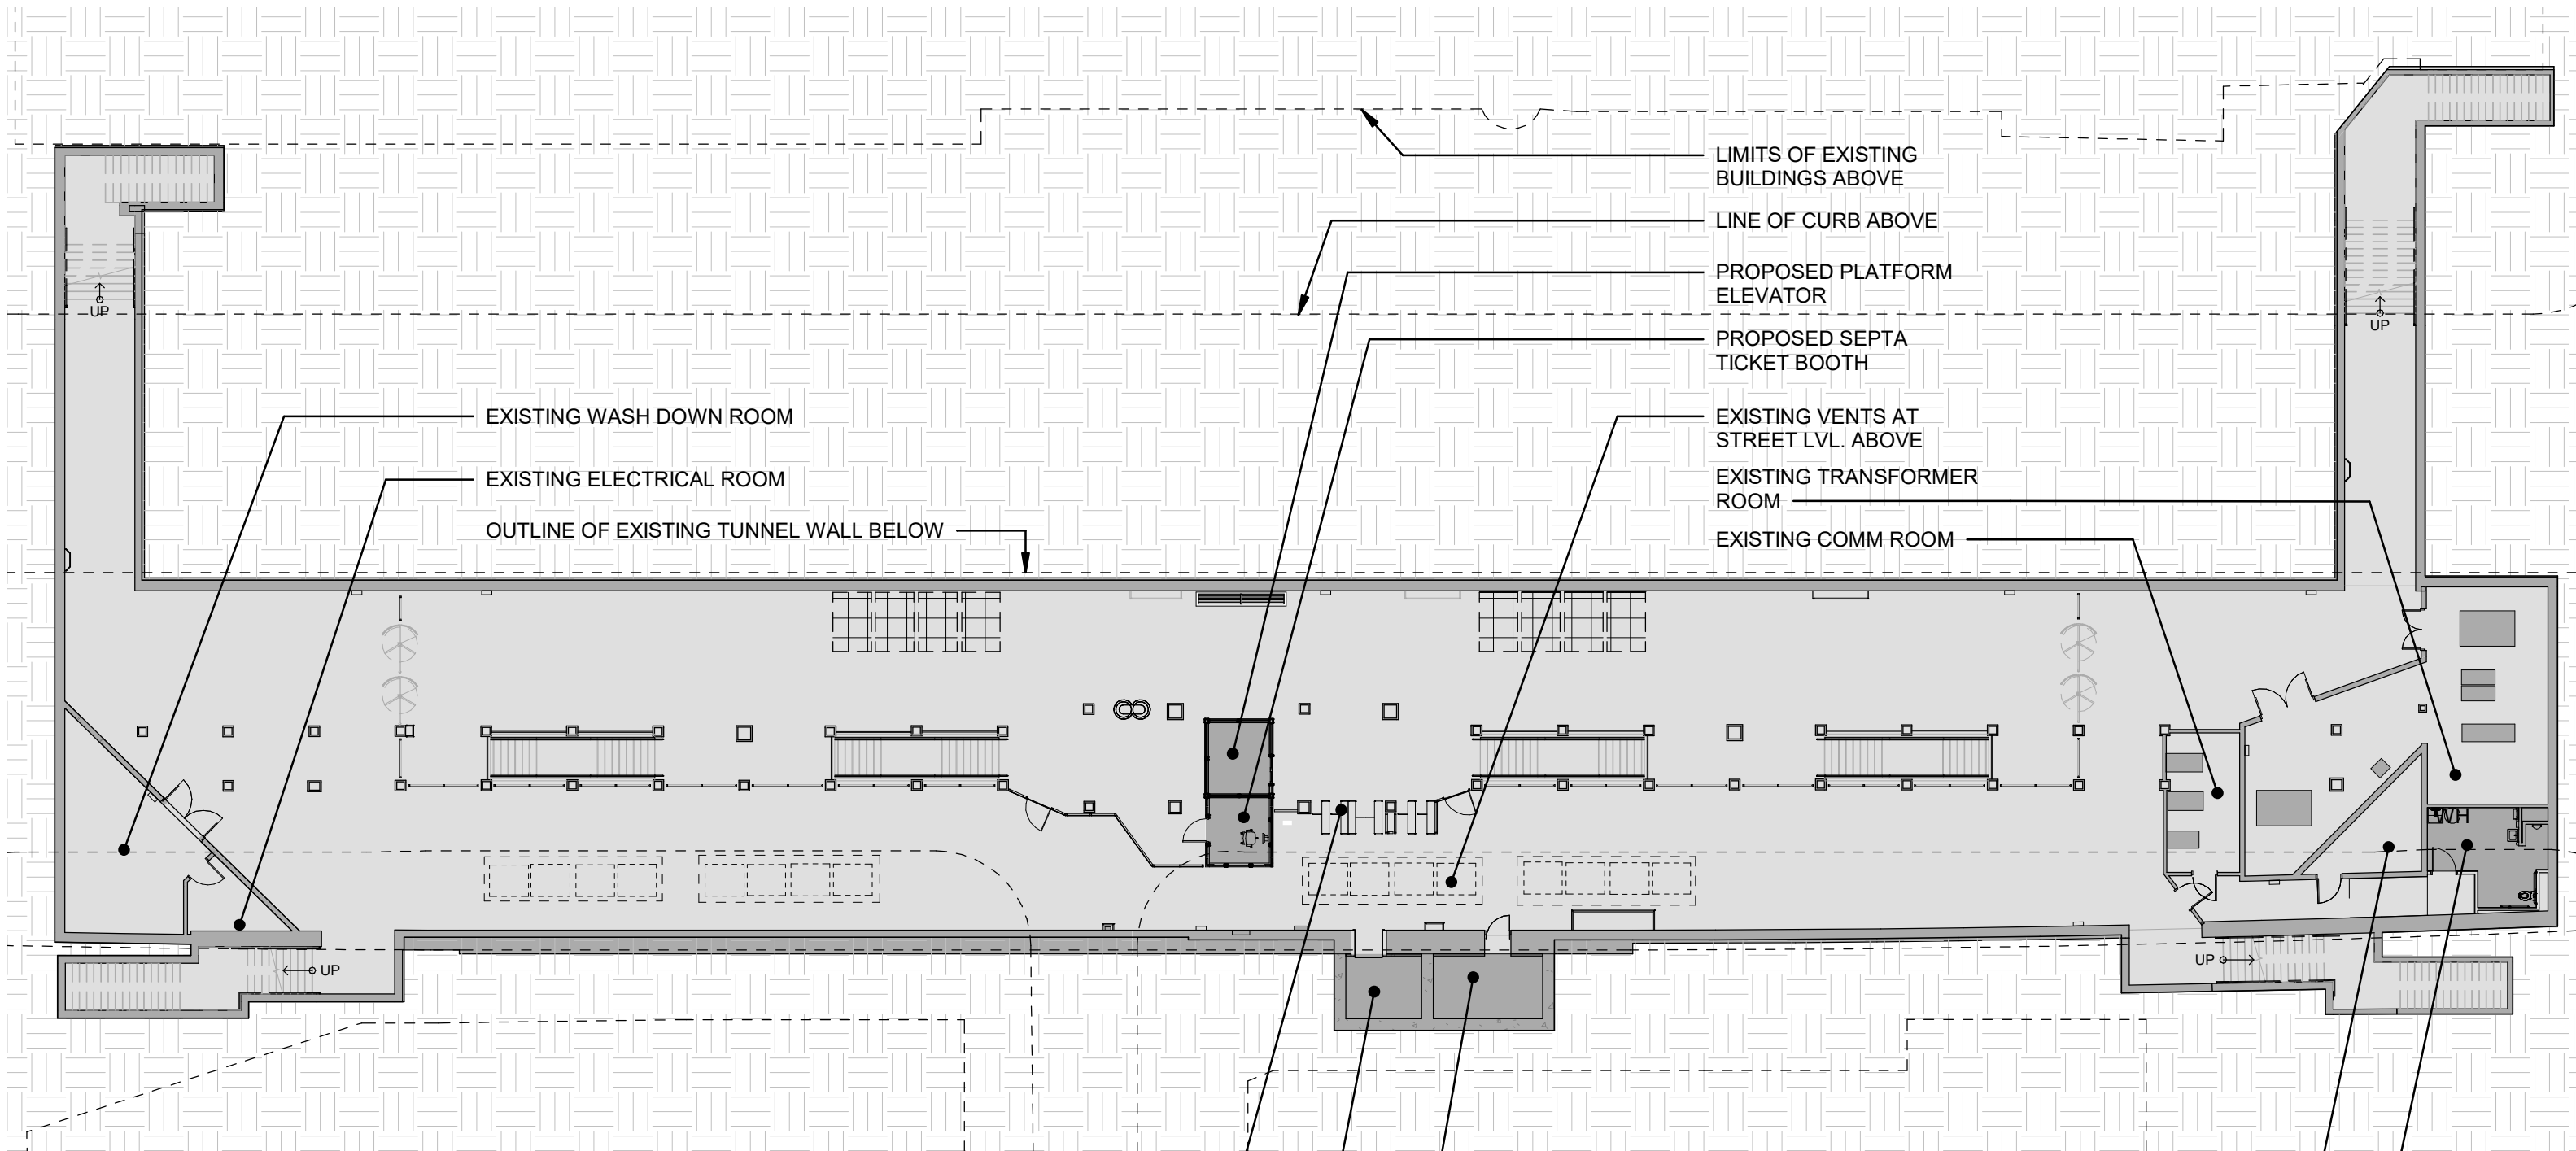 LIMITS OF EXISTING
BUILDINGS ABOVE
LINE OF CURB ABOVE
PROPOSED PLATFORM
ELEVATOR
PROPOSED SEPTA
TICKET BOOTH
EXISTING VENTS AT
STREET LVL. ABOVE
EXISTING TRANSFORMER
ROOM
EXISTING COMM ROOM
EXISTING WASH DOWN ROOM
EXISTING ELECTRICAL ROOM
OUTLINE OF EXISTING TUNNEL WALL BELOW
UP
UP
UP
UP